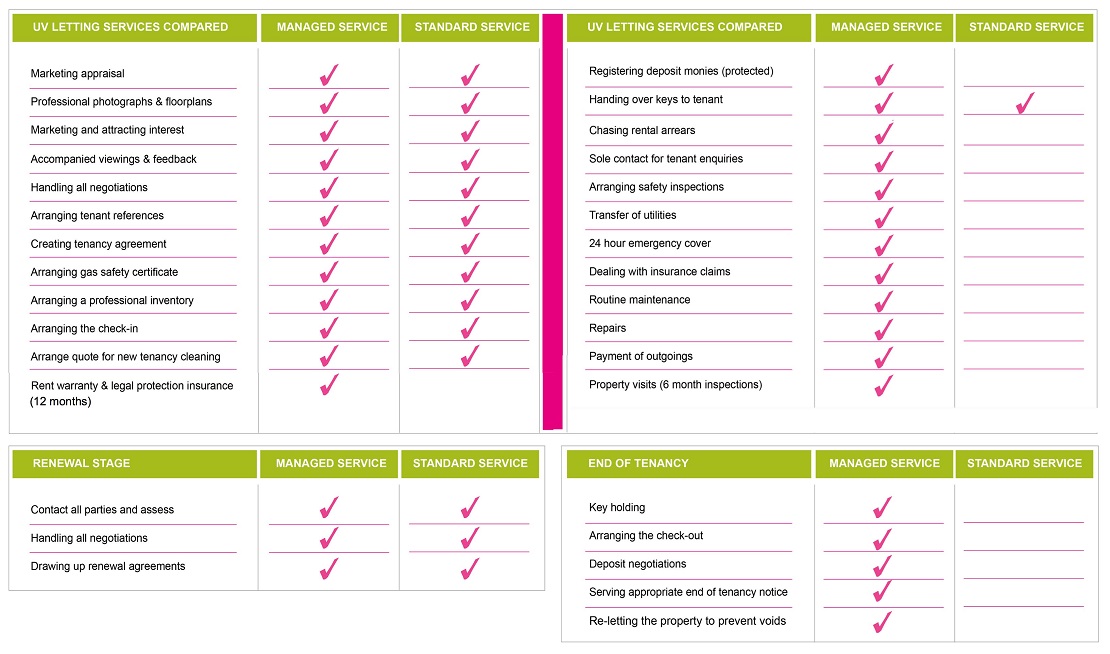 UV LETTING SERVICES COMPARED MANAGED SERVICE STANDARD SERVICE
Marketing appraisal ✓ ✓
Professional photographs & floorplans ✓ ✓
Marketing and attracting interest ✓ ✓
Accompanied viewings & feedback ✓ ✓
Handling all negotiations ✓ ✓
Arranging tenant references ✓ ✓
Creating tenancy agreement ✓ ✓
Arranging gas safety certificate ✓ ✓
Arranging a professional inventory ✓ ✓
Arranging the check-in ✓ ✓
Arrange quote for new tenancy cleaning ✓ ✓
Rent warranty & legal protection insurance ✓
(12 months)
UV LETTING SERVICES COMPARED MANAGED SERVICE STANDARD SERVICE
Registering deposit monies (protected) ✓
Handing over keys to tenant ✓ ✓
Chasing rental arrears ✓
Sole contact for tenant enquiries ✓
Arranging safety inspections ✓
Transfer of utilities ✓
24 hour emergency cover ✓
Dealing with insurance claims ✓
Routine maintenance ✓
Repairs ✓
Payment of outgoings ✓
Property visits (6 month inspections) ✓
RENEWAL STAGE MANAGED SERVICE STANDARD SERVICE
Contact all parties and assess ✓ ✓
Handling all negotiations ✓ ✓
Drawing up renewal agreements ✓ ✓
END OF TENANCY MANAGED SERVICE STANDARD SERVICE
Key holding ✓
Arranging the check-out ✓
Deposit negotiations ✓
Serving appropriate end of tenancy notice ✓
Re-letting the property to prevent voids ✓